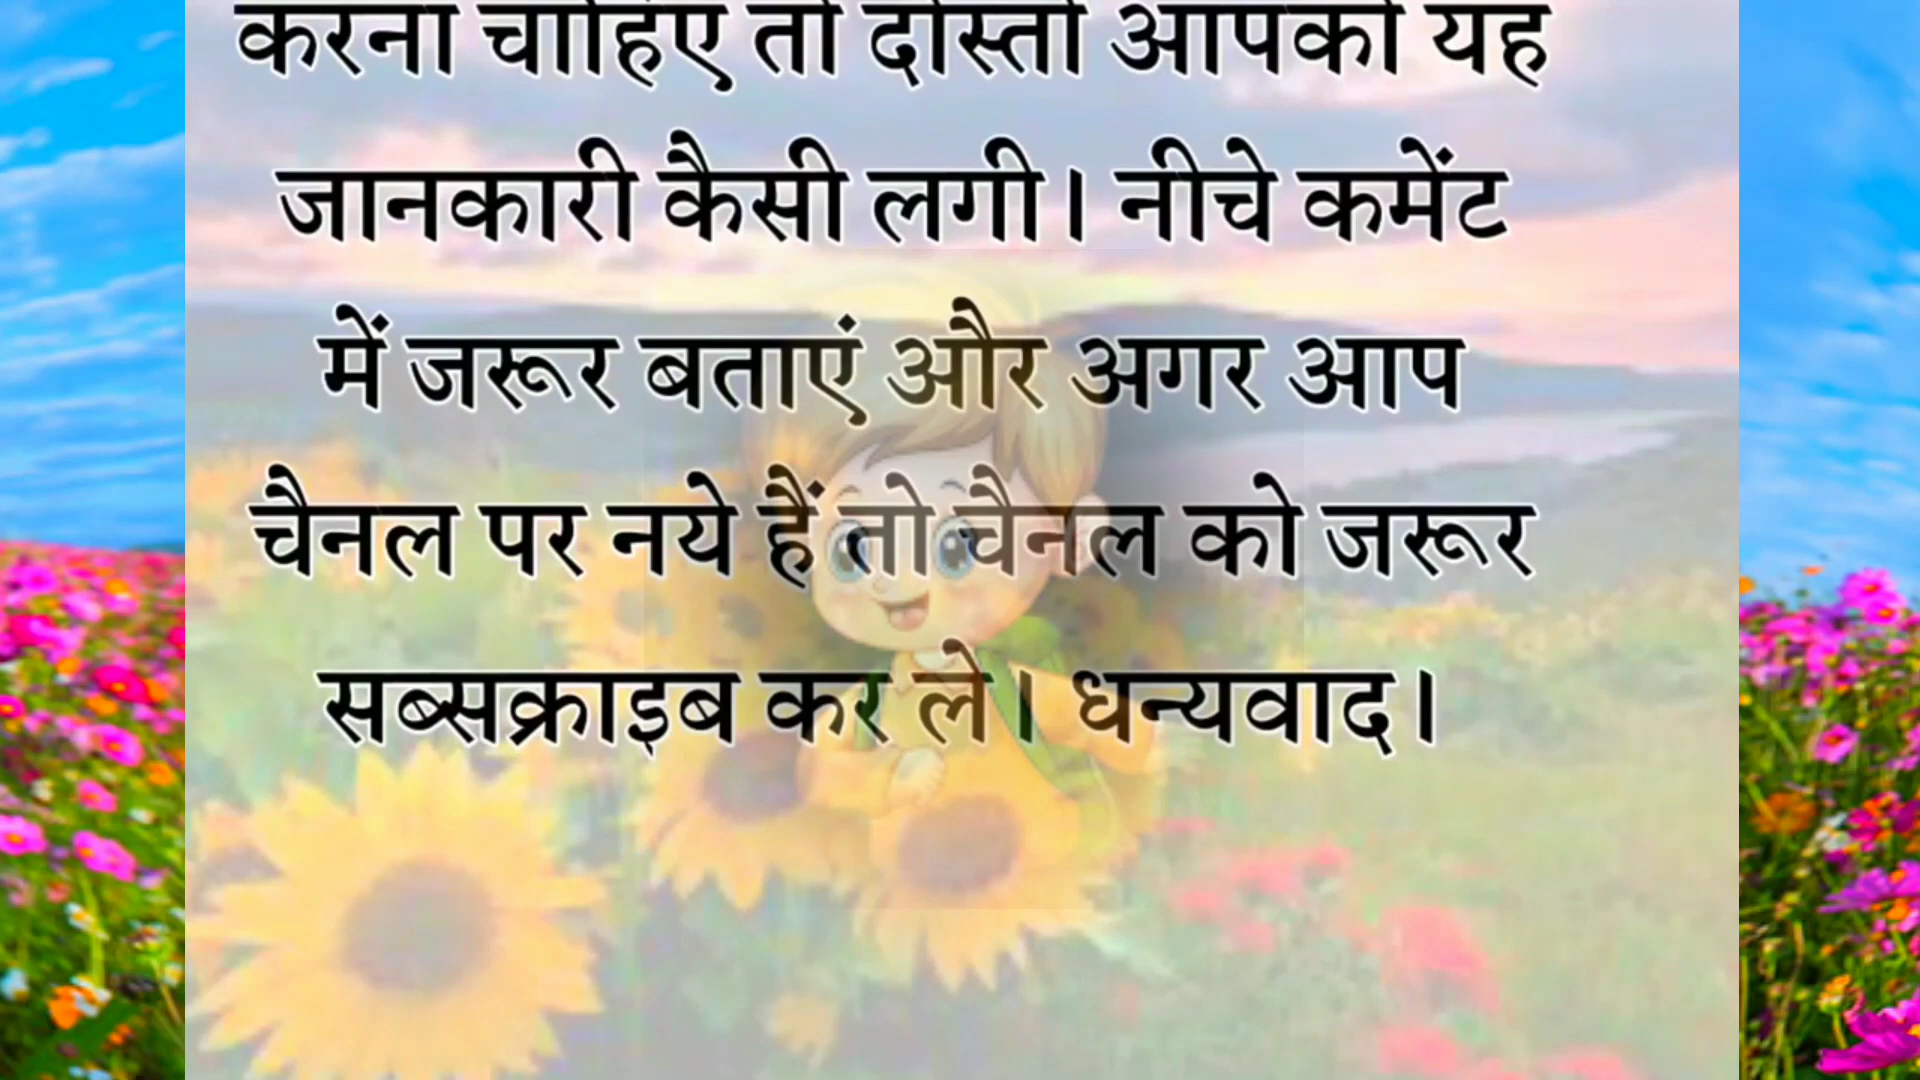 करना चाहिए तो दोस्तों आपको यह
जानकारी कैसी लगी। नीचे कमेंट
में जरूर बताएं और अगर आप
चैनल पर नये हैं तो चैनल को जरूर
सब्सक्राइब कर ले। धन्यवाद।